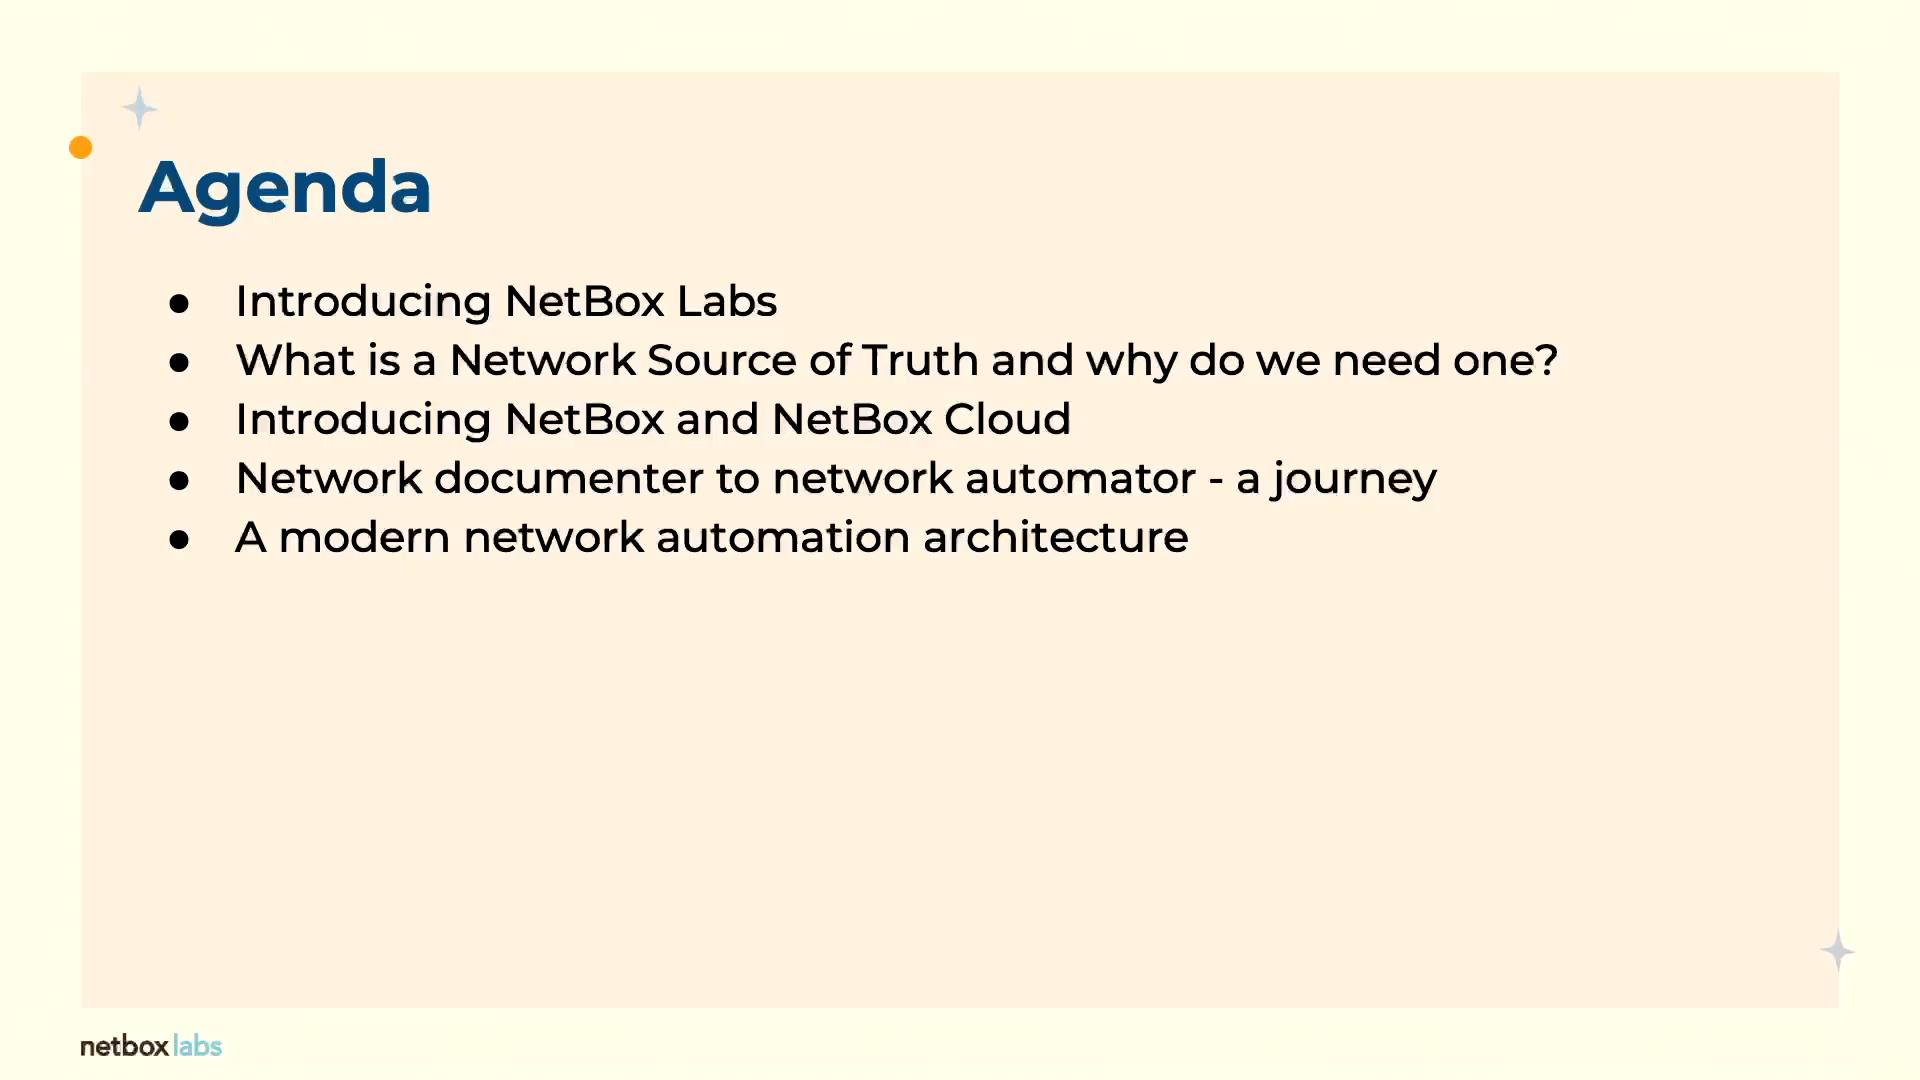 Agenda
● Introducing NetBox Labs
● What is a Network Source of Truth and why do we need one?
● Introducing NetBox and NetBox Cloud
● Network documenter to network automator - a journey
● A modern network automation architecture
netbox labs